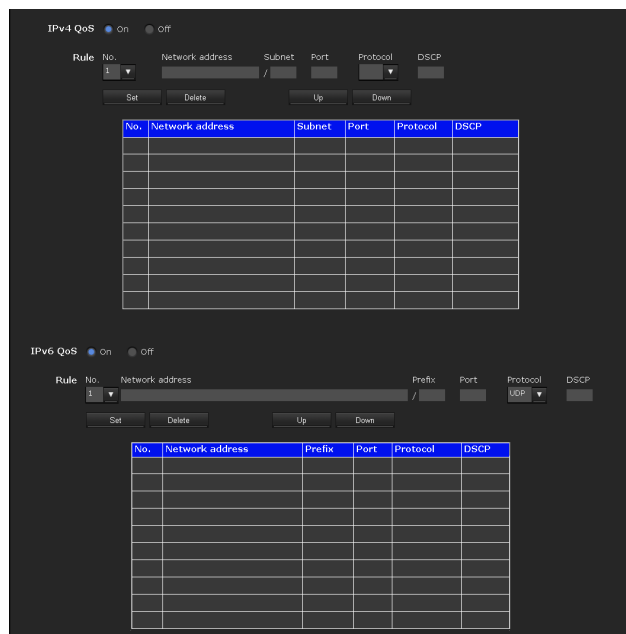 IPv4 QoS On Off
Rule No. Network address Subnet Port Protocol DSCP
1 /
Set Delete Up Down
No. Network address Subnet Port Protocol DSCP
IPv6 QoS On Off
Rule No. Network address Prefix Port Protocol DSCP
1 / UDP
Set Delete Up Down
No. Network address Prefix Port Protocol DSCP